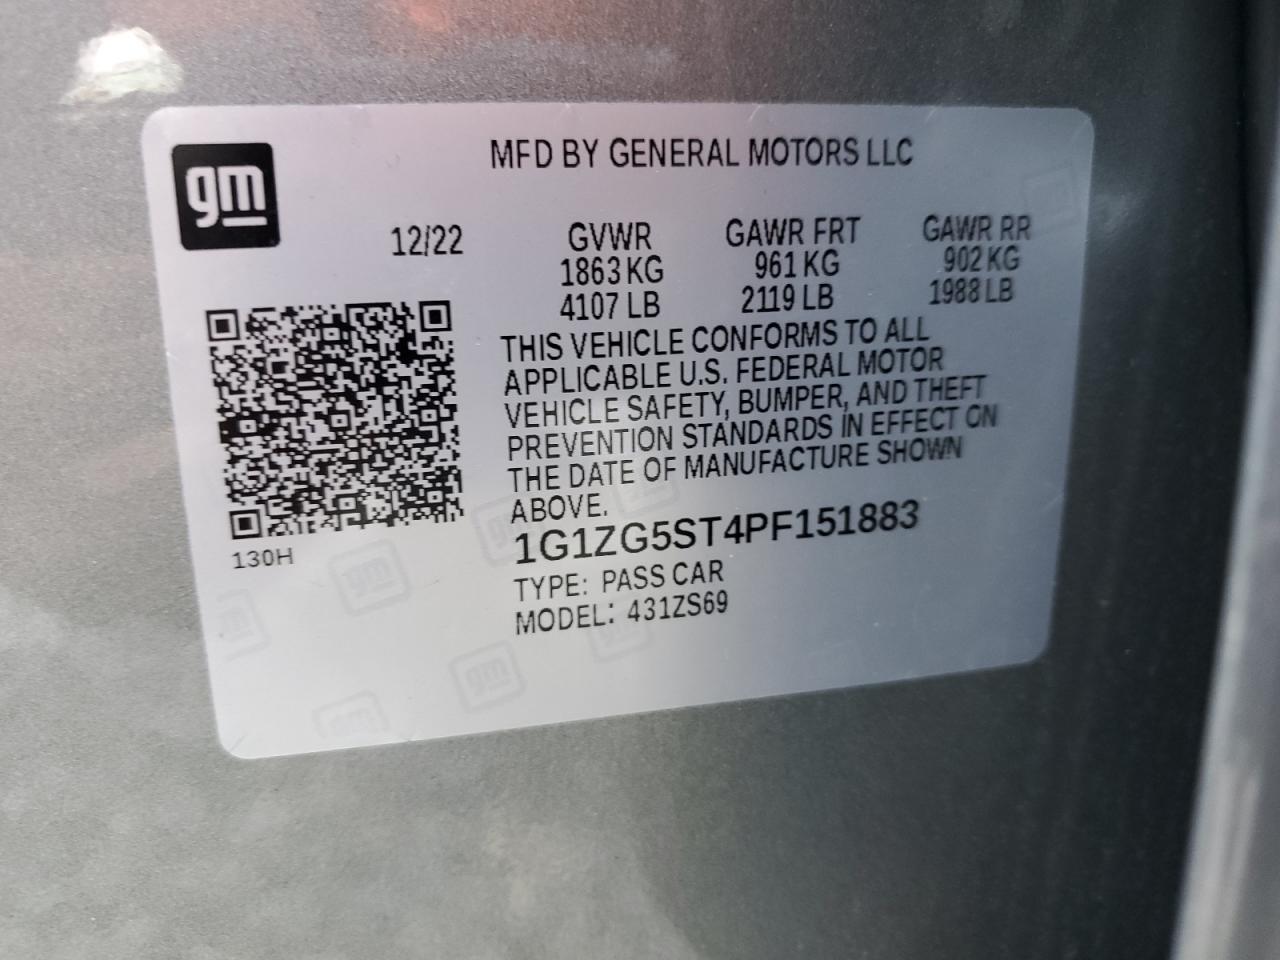 gm
MFD BY GENERAL MOTORS LLC
12/22 GVWR GAWR FRT GAWR RR
1863 KG 961 KG 902 KG
4107 LB 2119 LB 1988 LB
THIS VEHICLE CONFORMS TO ALL
APPLICABLE U.S. FEDERAL MOTOR
VEHICLE SAFETY, BUMPER, AND THEFT
PREVENTION STANDARDS IN EFFECT ON
THE DATE OF MANUFACTURE SHOWN
ABOVE.
1G1ZG5ST4PF151883
130H
TYPE: PASS CAR
MODEL: 431ZS69